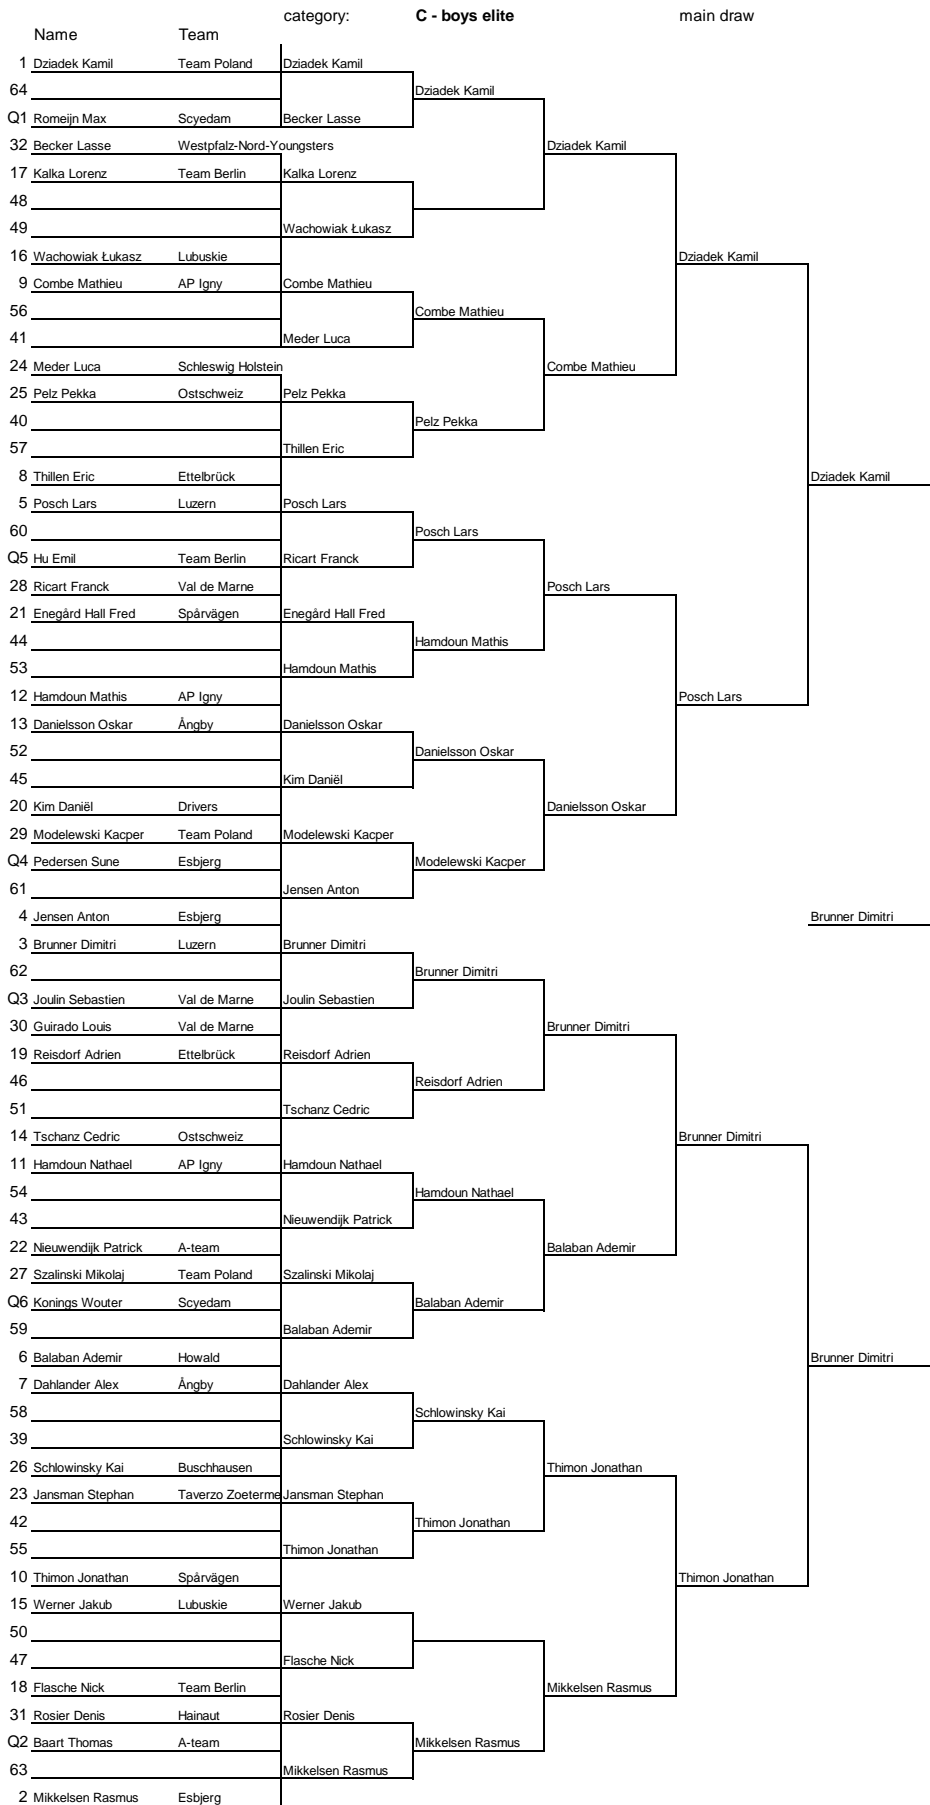 category: C - boys elite main draw
Name Team
1 Dziadek Kamil Team Poland Dziadek Kamil
64 Dziadek Kamil
Q1 Romeijn Max Scyedam Becker Lasse
32 Becker Lasse Westpfalz-Nord-Youngsters Dziadek Kamil
17 Kalka Lorenz Team Berlin Kalka Lorenz
48
49 Wachowiak Łukasz
16 Wachowiak Łukasz Lubuskie Dziadek Kamil
9 Combe Mathieu AP Igny Combe Mathieu
56 Combe Mathieu
41 Meder Luca
24 Meder Luca Schleswig Holstein Combe Mathieu
25 Pelz Pekka Ostschweiz Pelz Pekka
40 Pelz Pekka
57 Thillen Eric
8 Thillen Eric Ettelbrück Dziadek Kamil
5 Posch Lars Luzern Posch Lars
60 Posch Lars
Q5 Hu Emil Team Berlin Ricart Franck
28 Ricart Franck Val de Marne Posch Lars
21 Enegård Hall Fred Spårvägen Enegård Hall Fred
44 Hamdoun Mathis
53 Hamdoun Mathis
12 Hamdoun Mathis AP Igny Posch Lars
13 Danielsson Oskar Ångby Danielsson Oskar
52 Danielsson Oskar
45 Kim Daniël
20 Kim Daniël Drivers Danielsson Oskar
29 Modelewski Kacper Team Poland Modelewski Kacper
Q4 Pedersen Sune Esbjerg Modelewski Kacper
61 Jensen Anton
4 Jensen Anton Esbjerg Brunner Dimitri
3 Brunner Dimitri Luzern Brunner Dimitri
62 Brunner Dimitri
Q3 Joulin Sebastien Val de Marne Joulin Sebastien
30 Guirado Louis Val de Marne Brunner Dimitri
19 Reisdorf Adrien Ettelbrück Reisdorf Adrien
46 Reisdorf Adrien
51 Tschanz Cedric
14 Tschanz Cedric Ostschweiz Brunner Dimitri
11 Hamdoun Nathael AP Igny Hamdoun Nathael
54 Hamdoun Nathael
43 Nieuwendijk Patrick
22 Nieuwendijk Patrick A-team Balaban Ademir
27 Szalinski Mikolaj Team Poland Szalinski Mikolaj
Q6 Konings Wouter Scyedam Balaban Ademir
59 Balaban Ademir
6 Balaban Ademir Howald Brunner Dimitri
7 Dahlander Alex Ångby Dahlander Alex
58 Schlowinsky Kai
39 Schlowinsky Kai
26 Schlowinsky Kai Buschhausen Thimon Jonathan
23 Jansman Stephan Taverzo Zoeterme Jansman Stephan
42 Thimon Jonathan
55 Thimon Jonathan
10 Thimon Jonathan Spårvägen Thimon Jonathan
15 Werner Jakub Lubuskie Werner Jakub
50
47 Flasche Nick
18 Flasche Nick Team Berlin Mikkelsen Rasmus
31 Rosier Denis Hainaut Rosier Denis
Q2 Baart Thomas A-team Mikkelsen Rasmus
63 Mikkelsen Rasmus
2 Mikkelsen Rasmus Esbjerg